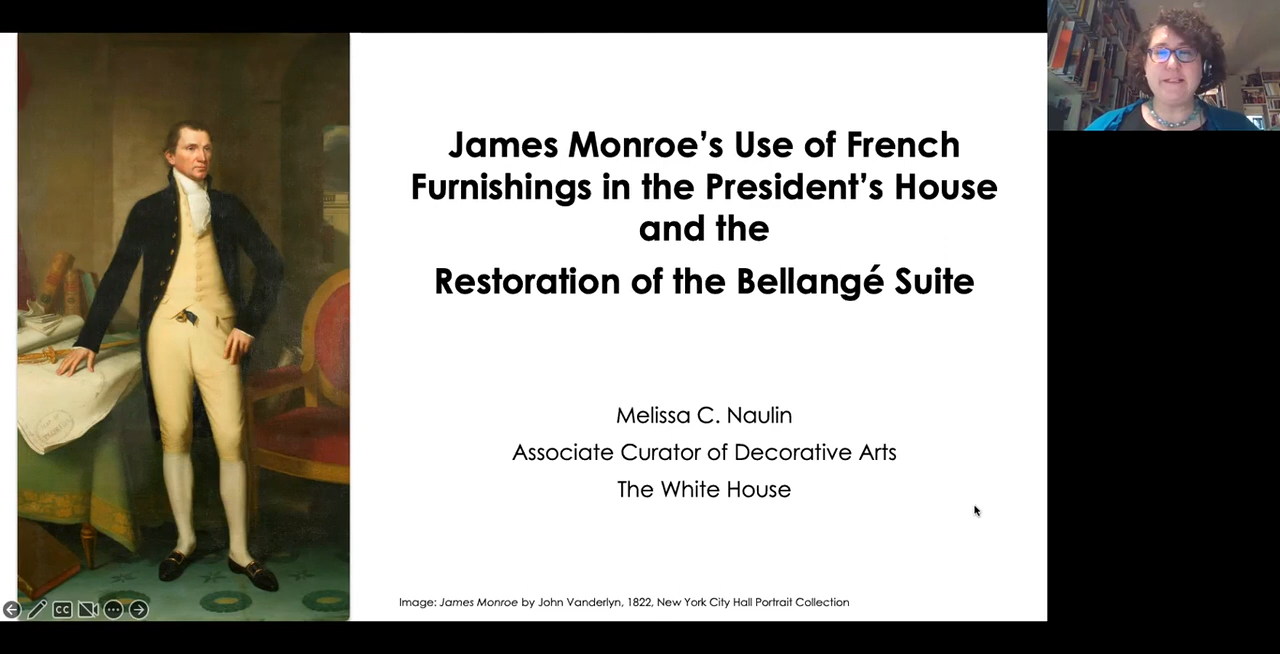 James Monroe’s Use of French
Furnishings in the President’s House
and the
Restoration of the Bellangé Suite
Melissa C. Naulin
Associate Curator of Decorative Arts
The White House
Image: James Monroe by John Vanderlyn, 1822, New York City Hall Portrait Collection
CC